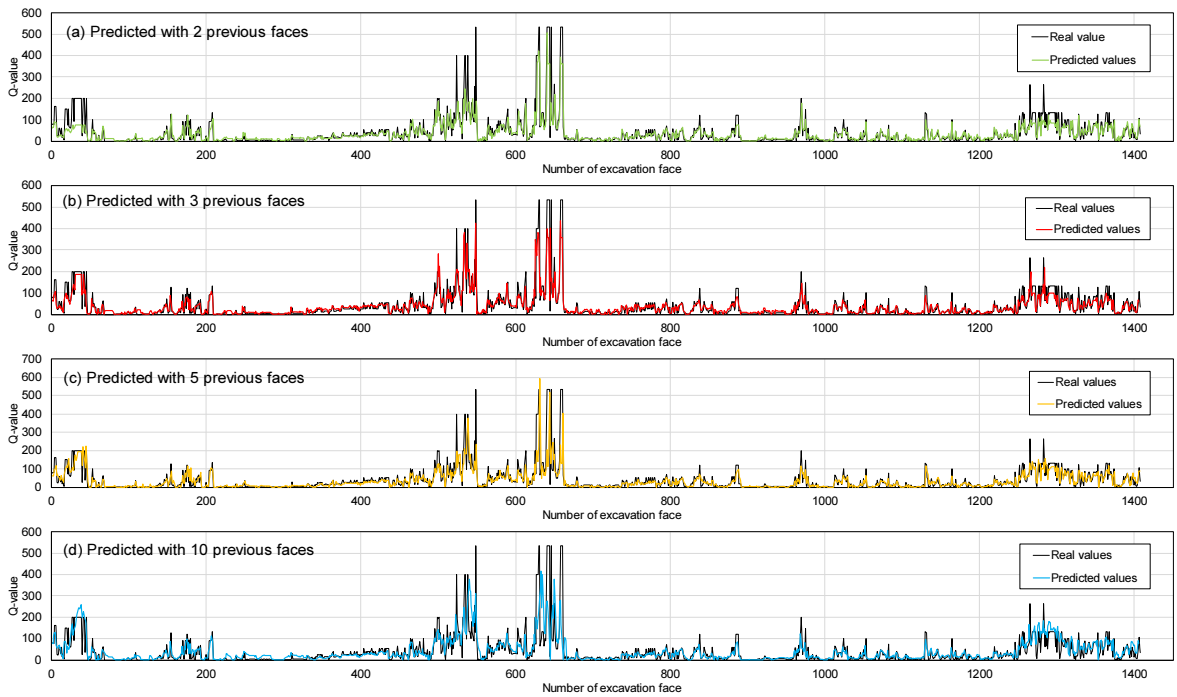 (a) Predicted with 2 previous faces
Real value
Predicted values
Q-value
600
500
400
300
200
100
0
0 200 400 600 800 1000 1200 1400
Number of excavation face
(b) Predicted with 3 previous faces
Real values
Predicted values
Q-value
600
500
400
300
200
100
0
0 200 400 600 800 1000 1200 1400
Number of excavation face
(c) Predicted with 5 previous faces
Real values
Predicted values
Q-value
700
600
500
400
300
200
100
0
0 200 400 600 800 1000 1200 1400
Number of excavation face
(d) Predicted with 10 previous faces
Real values
Predicted values
Q-value
600
500
400
300
200
100
0
0 200 400 600 800 1000 1200 1400
Number of excavation face